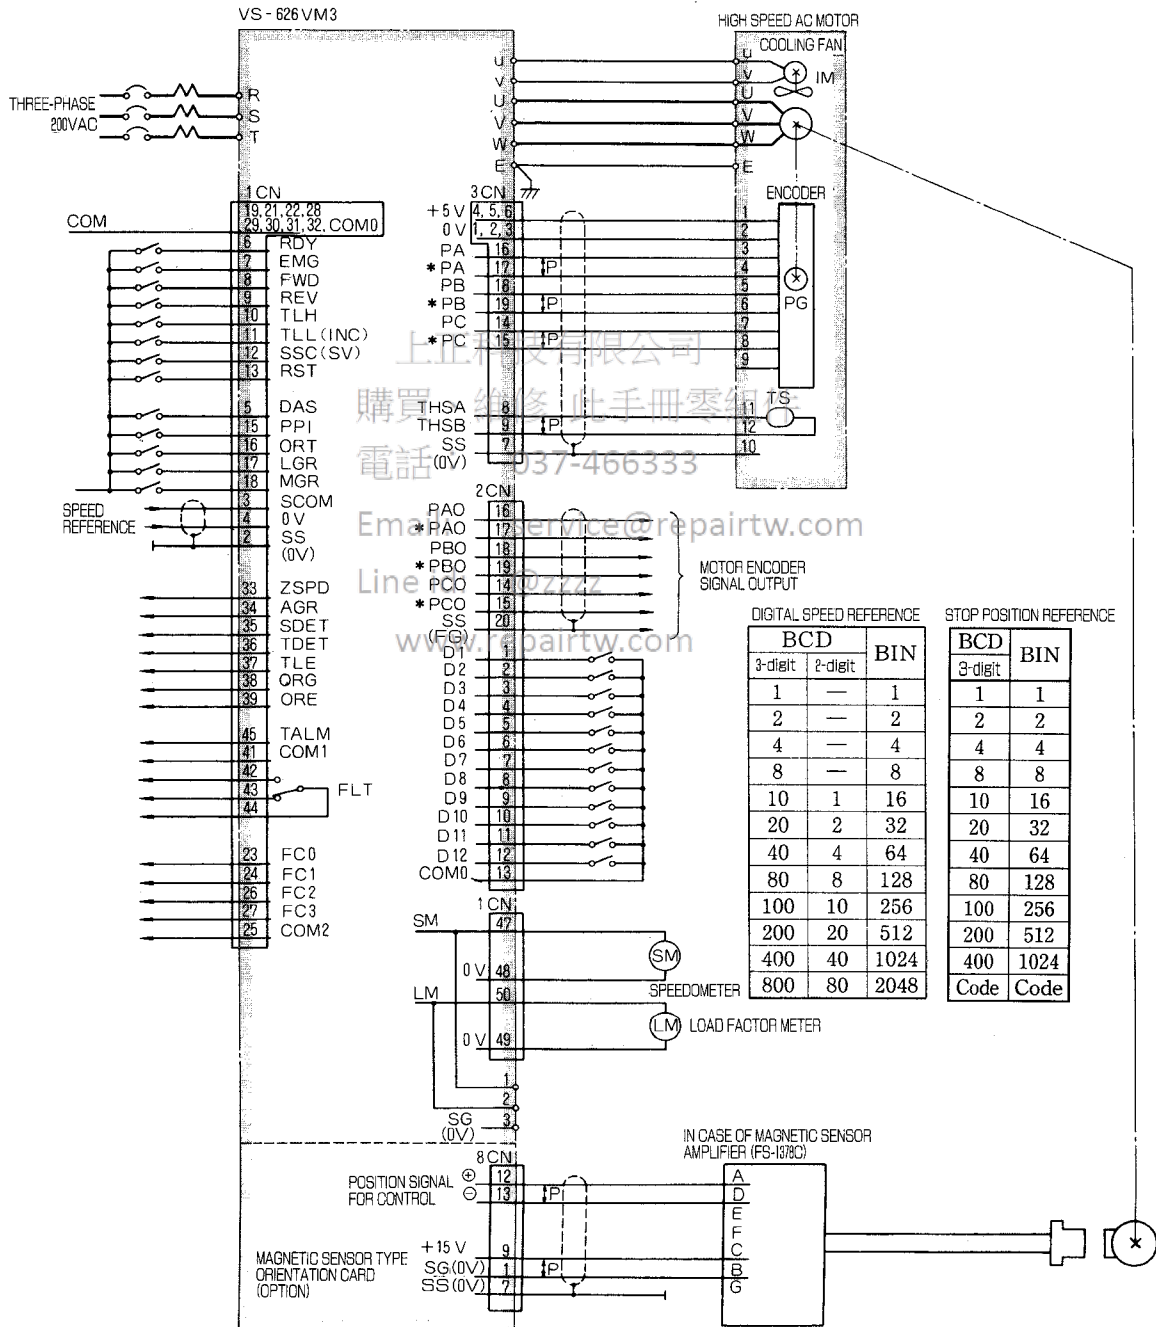 VS-626VM3
HIGH SPEED AC MOTOR
COOLING FAN
THREE-PHASE
200VAC
R
S
T
u
v
U
V
W
E
u
v
U
V
W
E
IM
1CN
19, 21, 22, 28
29, 30, 31, 32, COM0
COM
6 RDY
7 EMG
8 FWD
9 REV
10 TLH
11 TLL(INC)
12 SSC(SV)
13 RST
5 DAS
15 PPI
16 ORT
17 LGR
18 MGR
3 SCOM
4 0V
2 SS
(0V)
SPEED
REFERENCE
33 ZSPD
34 AGR
35 SDET
36 TDET
37 TLE
38 ORG
39 ORE
45 TALM
41 COM1
42
43
44
FLT
23 FC0
24 FC1
26 FC2
27 FC3
25 COM2
3CN
+5V 4, 5, 6
0V 1, 2, 3
PA 16
*PA 17
PB 18
*PB 19
PC 14
*PC 15
P
P
P
THSA 8
THSB 9
SS 7
(0V)
P
ENCODER
1
2
3
4
5
6
7
8
9
PG
TS
11
12
10
上正科技有限公司
購買、維修 此手冊零組件
電話: 037-466333
Email: service@repairtw.com
Line id: @zzzz
www.repairtw.com
2CN
PAO 16
*PAO 17
PBO 18
*PBO 19
PCO 14
*PCO 15
SS 20
(FG)
MOTOR ENCODER
SIGNAL OUTPUT
D1 1
D2 2
D3 3
D4 4
D5 5
D6 6
D7 7
D8 8
D9 9
D10 10
D11 11
D12 12
COM0 13
DIGITAL SPEED REFERENCE
BCD BIN
3-digit 2-digit
1 — 1
2 — 2
4 — 4
8 — 8
10 1 16
20 2 32
40 4 64
80 8 128
100 10 256
200 20 512
400 40 1024
800 80 2048
STOP POSITION REFERENCE
BCD BIN
3-digit
1 1
2 2
4 4
8 8
10 16
20 32
40 64
80 128
100 256
200 512
400 1024
Code Code
1CN
SM 47
0V 48
LM 50
0V 49
SM
SPEEDOMETER
LM LOAD FACTOR METER
1
2
SG 3
(0V)
IN CASE OF MAGNETIC SENSOR
AMPLIFIER (FS-1378C)
8CN
POSITION SIGNAL
FOR CONTROL
⊕ 12
⊖ 13
P
+15V 9
SG(0V) 1
SS(0V) 7
P
MAGNETIC SENSOR TYPE
ORIENTATION CARD
(OPTION)
A
D
E
F
C
B
G